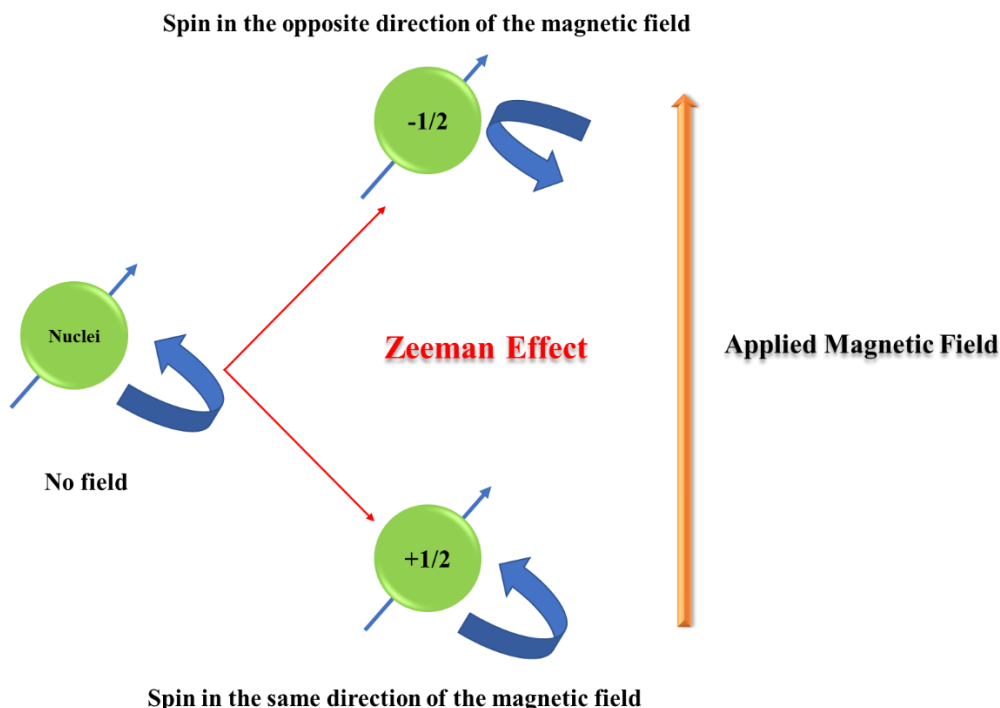 Spin in the opposite direction of the magnetic field
-1/2
Nuclei
Zeeman Effect
Applied Magnetic Field
No field
+1/2
Spin in the same direction of the magnetic field